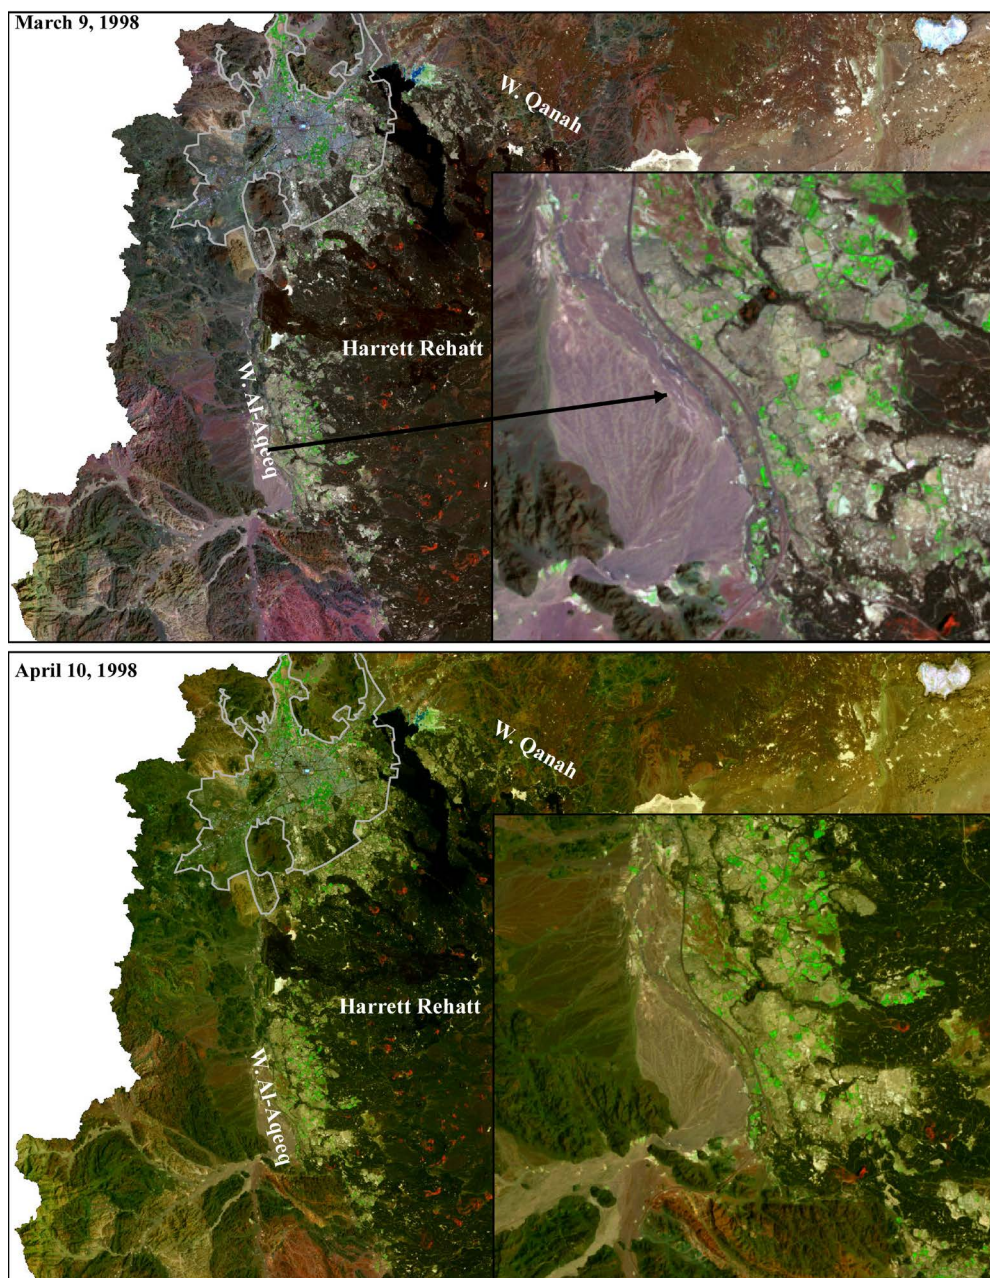 March 9, 1998
W. Qanah
Harrett Rehatt
W. Al-Aqeeq
April 10, 1998
W. Qanah
Harrett Rehatt
W. Al-Aqeeq